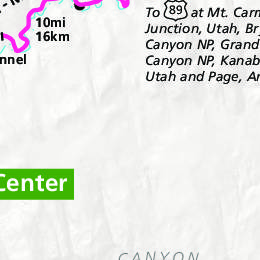 10mi
16km
nnel
To 89 at Mt. Carm
Junction, Utah, Br
Canyon NP, Grand
Canyon NP, Kanab
Utah and Page, Ar
Center
CANYON